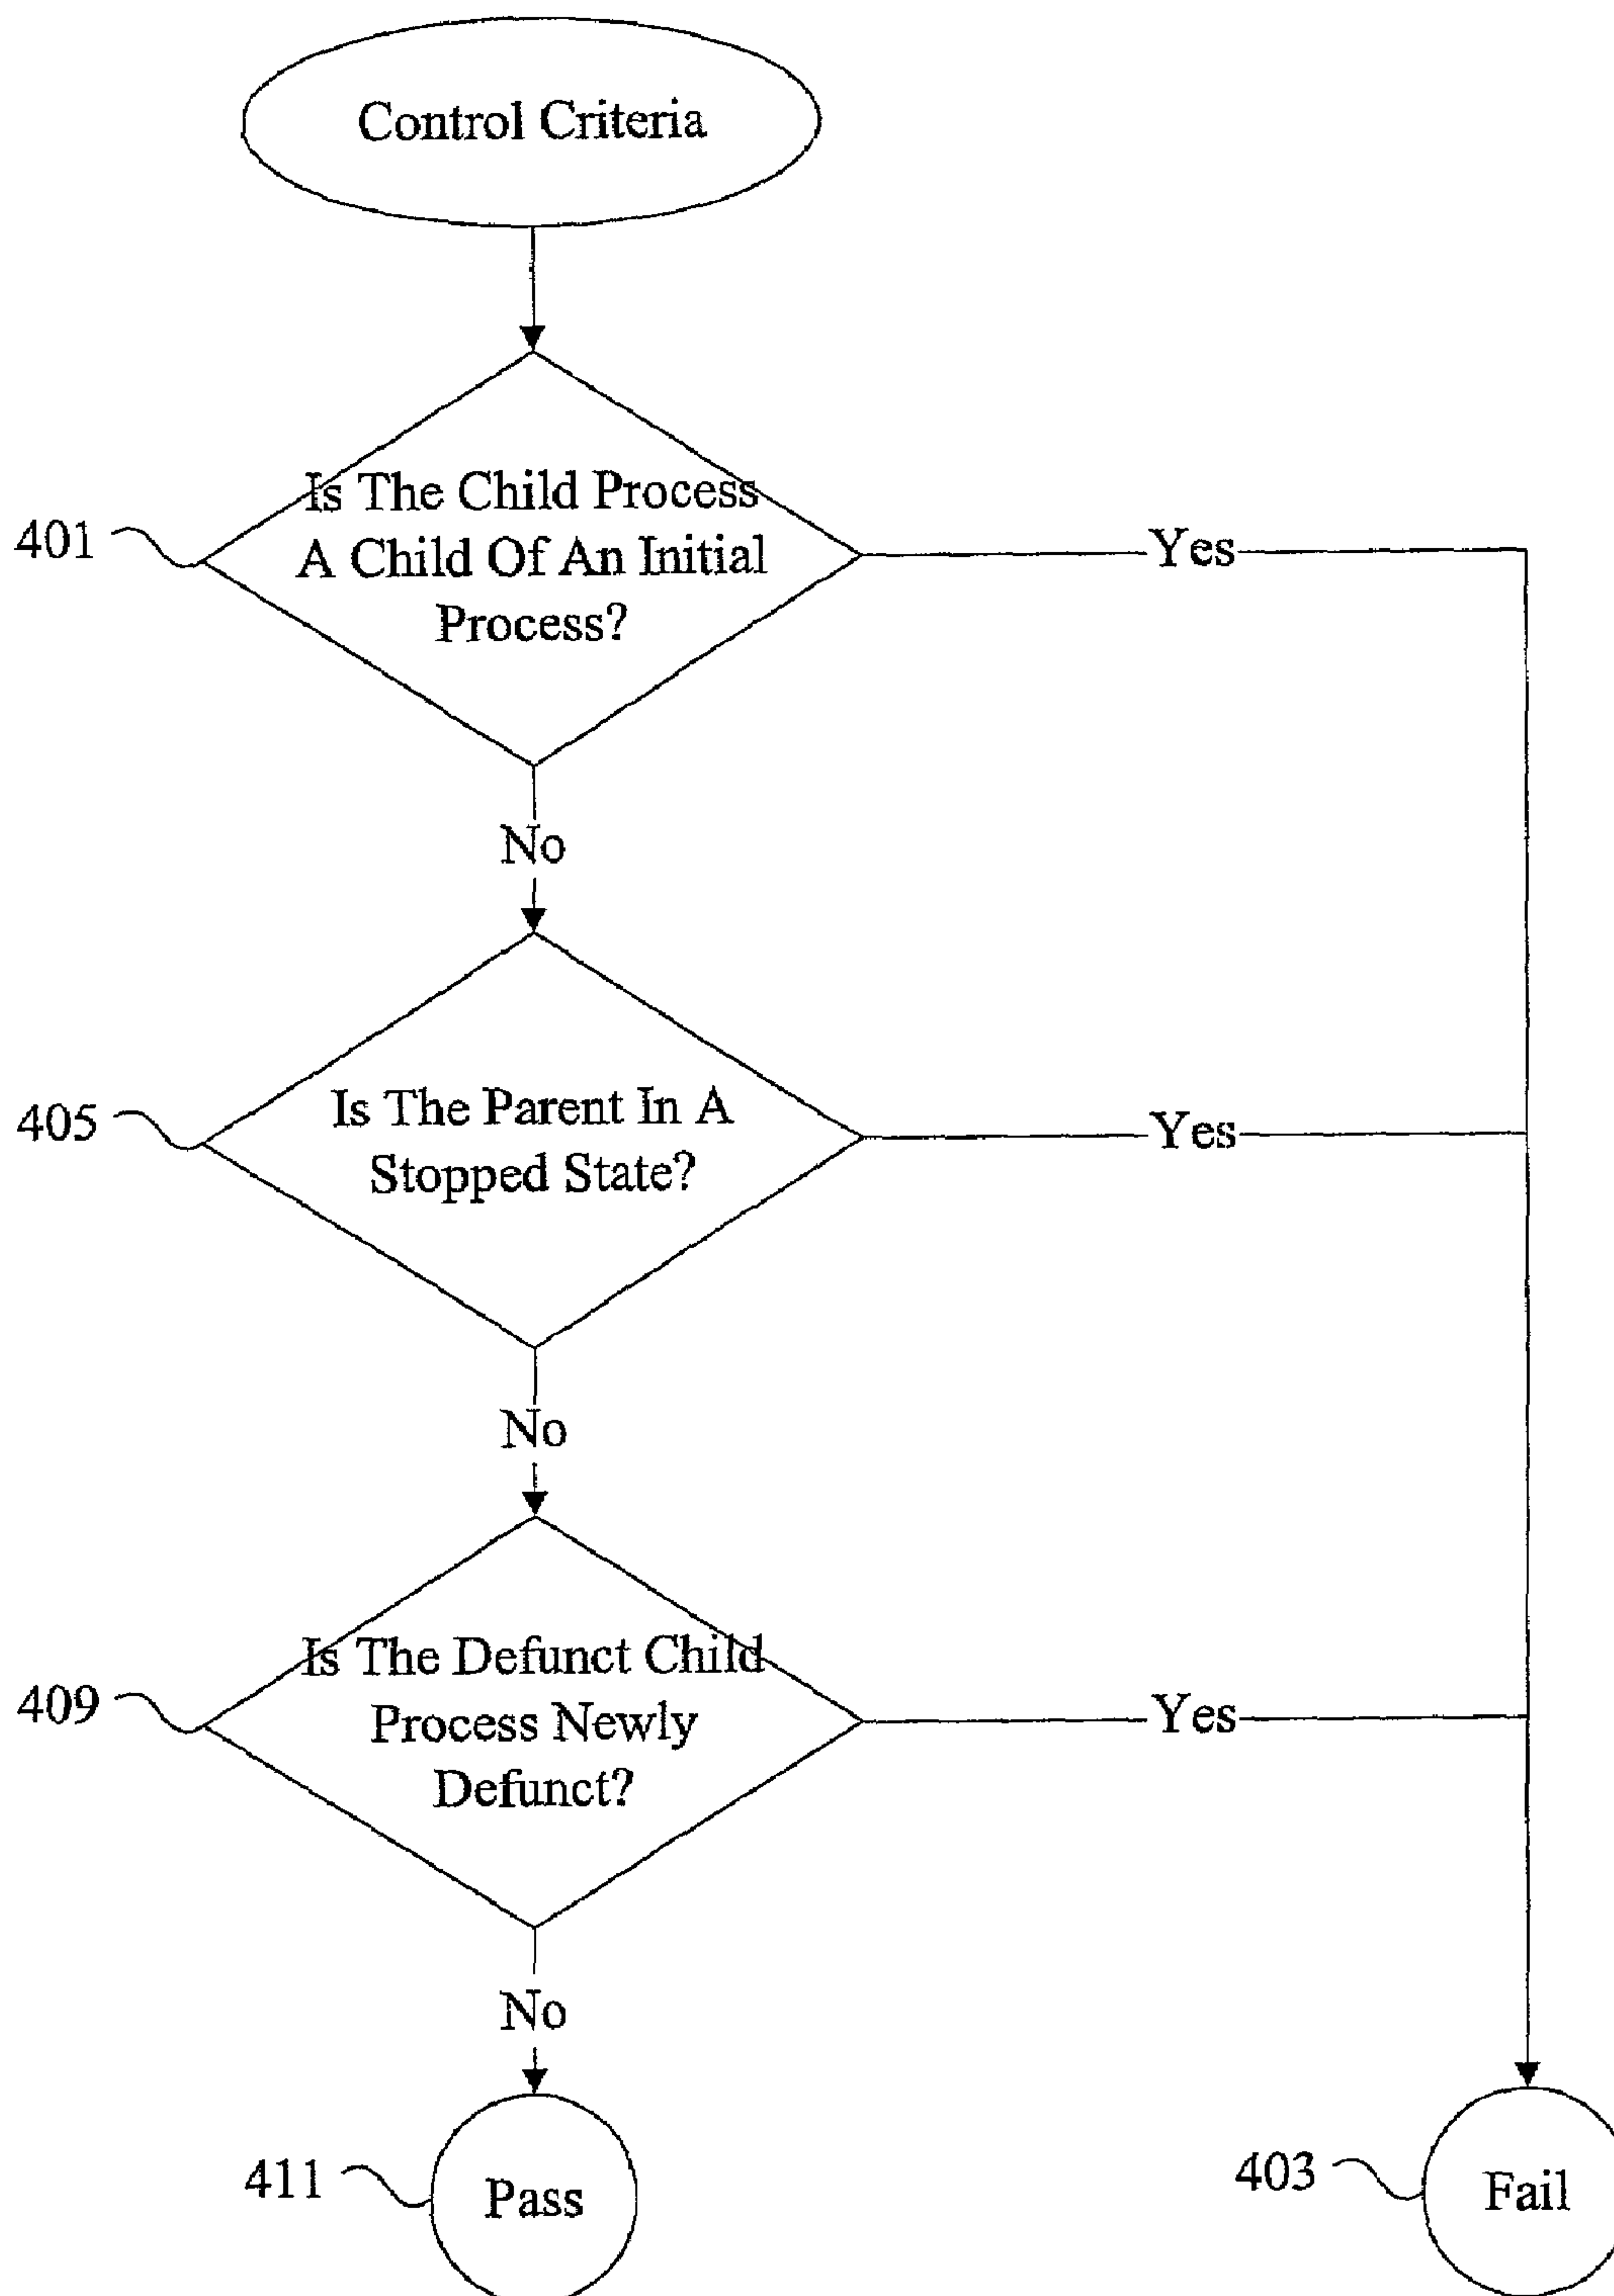 Control Criteria
Is The Child Process
A Child Of An Initial
Process?
401
Yes
No
Is The Parent In A
Stopped State?
405
Yes
No
Is The Defunct Child
Process Newly
Defunct?
409
Yes
No
411
Pass
403
Fail